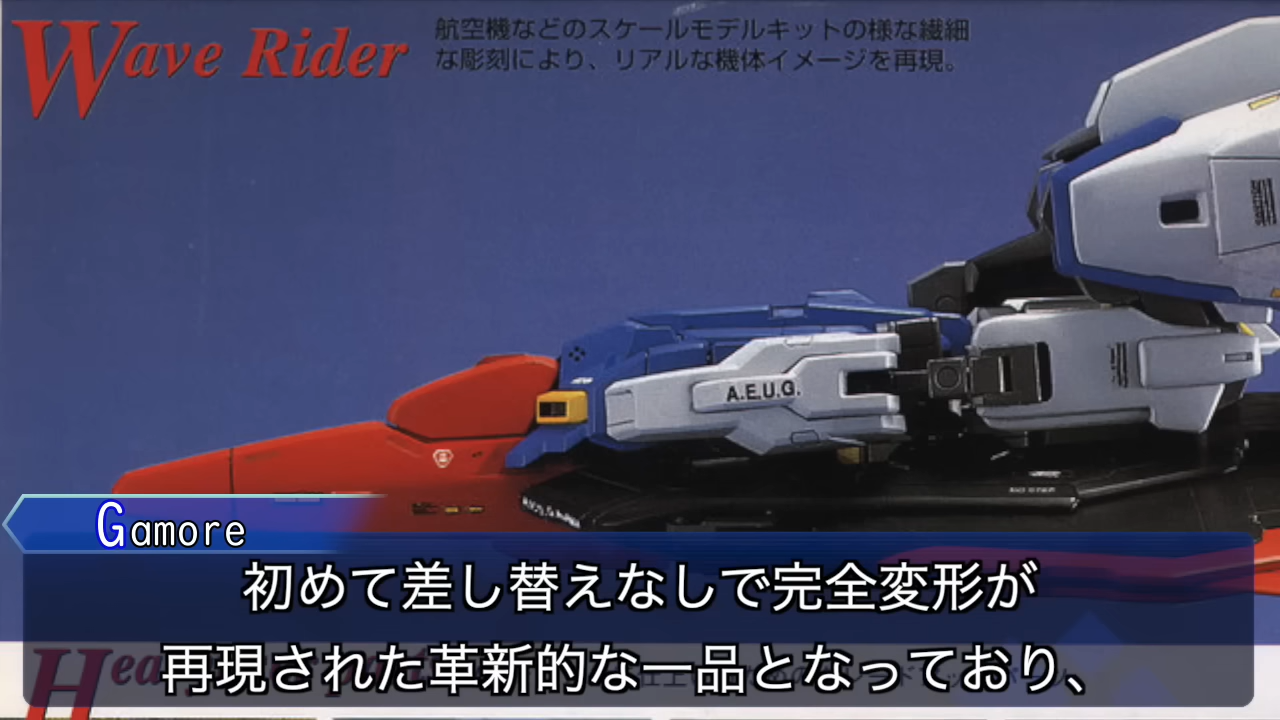 Wave Rider
航空機などのスケールモデルキットの様な繊細
な彫刻により、リアルな機体イメージを再現。
A.E.U.G.
Gamore
初めて差し替えなしで完全変形が
再現された革新的な一品となっており、